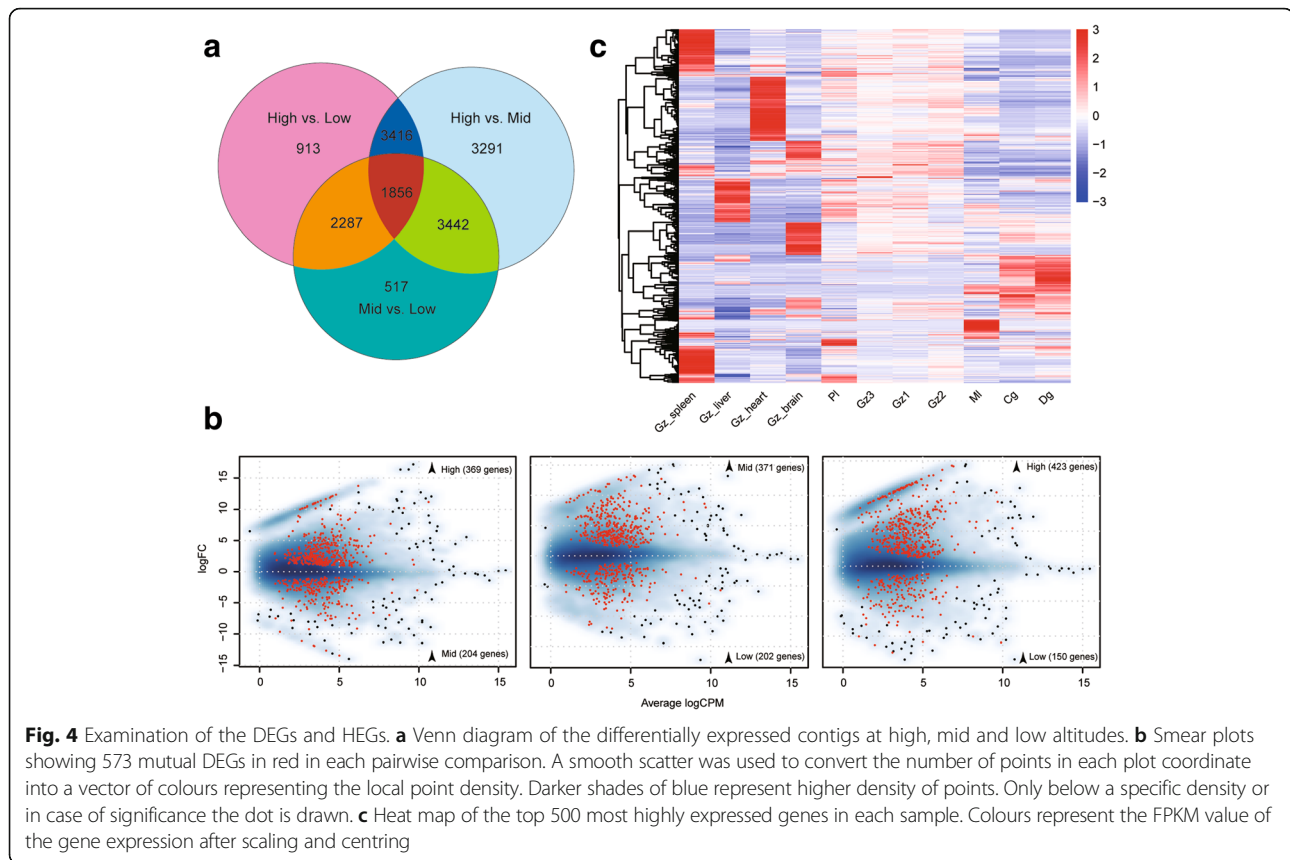 a
High vs. Low
913
3416
High vs. Mid
3291
1856
2287
3442
517
Mid vs. Low
c
3
2
1
0
−1
−2
−3
Gz_spleen
Gz_liver
Gz_heart
Gz_brain
Pl
Gz3
Gz1
Gz2
Ml
Cg
Dg
b
logFC
15
10
5
0
−5
−10
−15
High (369 genes)
Mid (204 genes)
0 5 10 15
Mid (371 genes)
Low (202 genes)
0 5 10 15
High (423 genes)
Low (150 genes)
0 5 10 15
Average logCPM
Fig. 4 Examination of the DEGs and HEGs. a Venn diagram of the differentially expressed contigs at high, mid and low altitudes. b Smear plots
showing 573 mutual DEGs in red in each pairwise comparison. A smooth scatter was used to convert the number of points in each plot coordinate
into a vector of colours representing the local point density. Darker shades of blue represent higher density of points. Only below a specific density or
in case of significance the dot is drawn. c Heat map of the top 500 most highly expressed genes in each sample. Colours represent the FPKM value of
the gene expression after scaling and centring